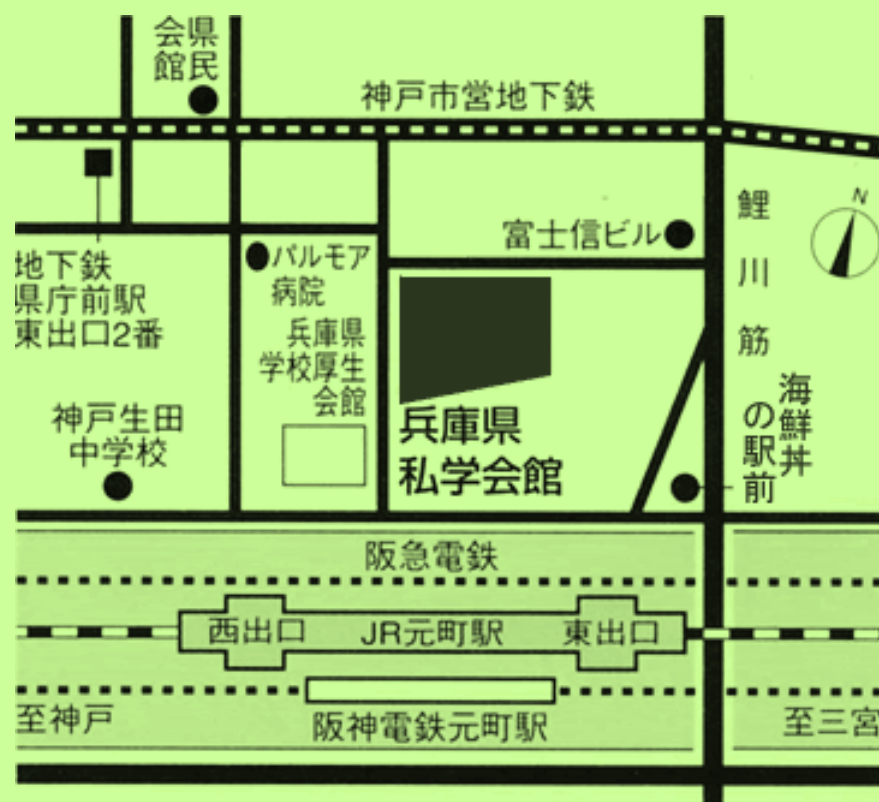 県民
会館
神戸市営地下鉄
N
鯉川筋
富士信ビル
パルモア
病院
地下鉄
県庁前駅
東出口2番
兵庫県
学校厚生
会館
海鮮丼
の駅前
神戸生田
中学校
兵庫県
私学会館
阪急電鉄
西出口
JR元町駅
東出口
至神戸
阪神電鉄元町駅
至三宮